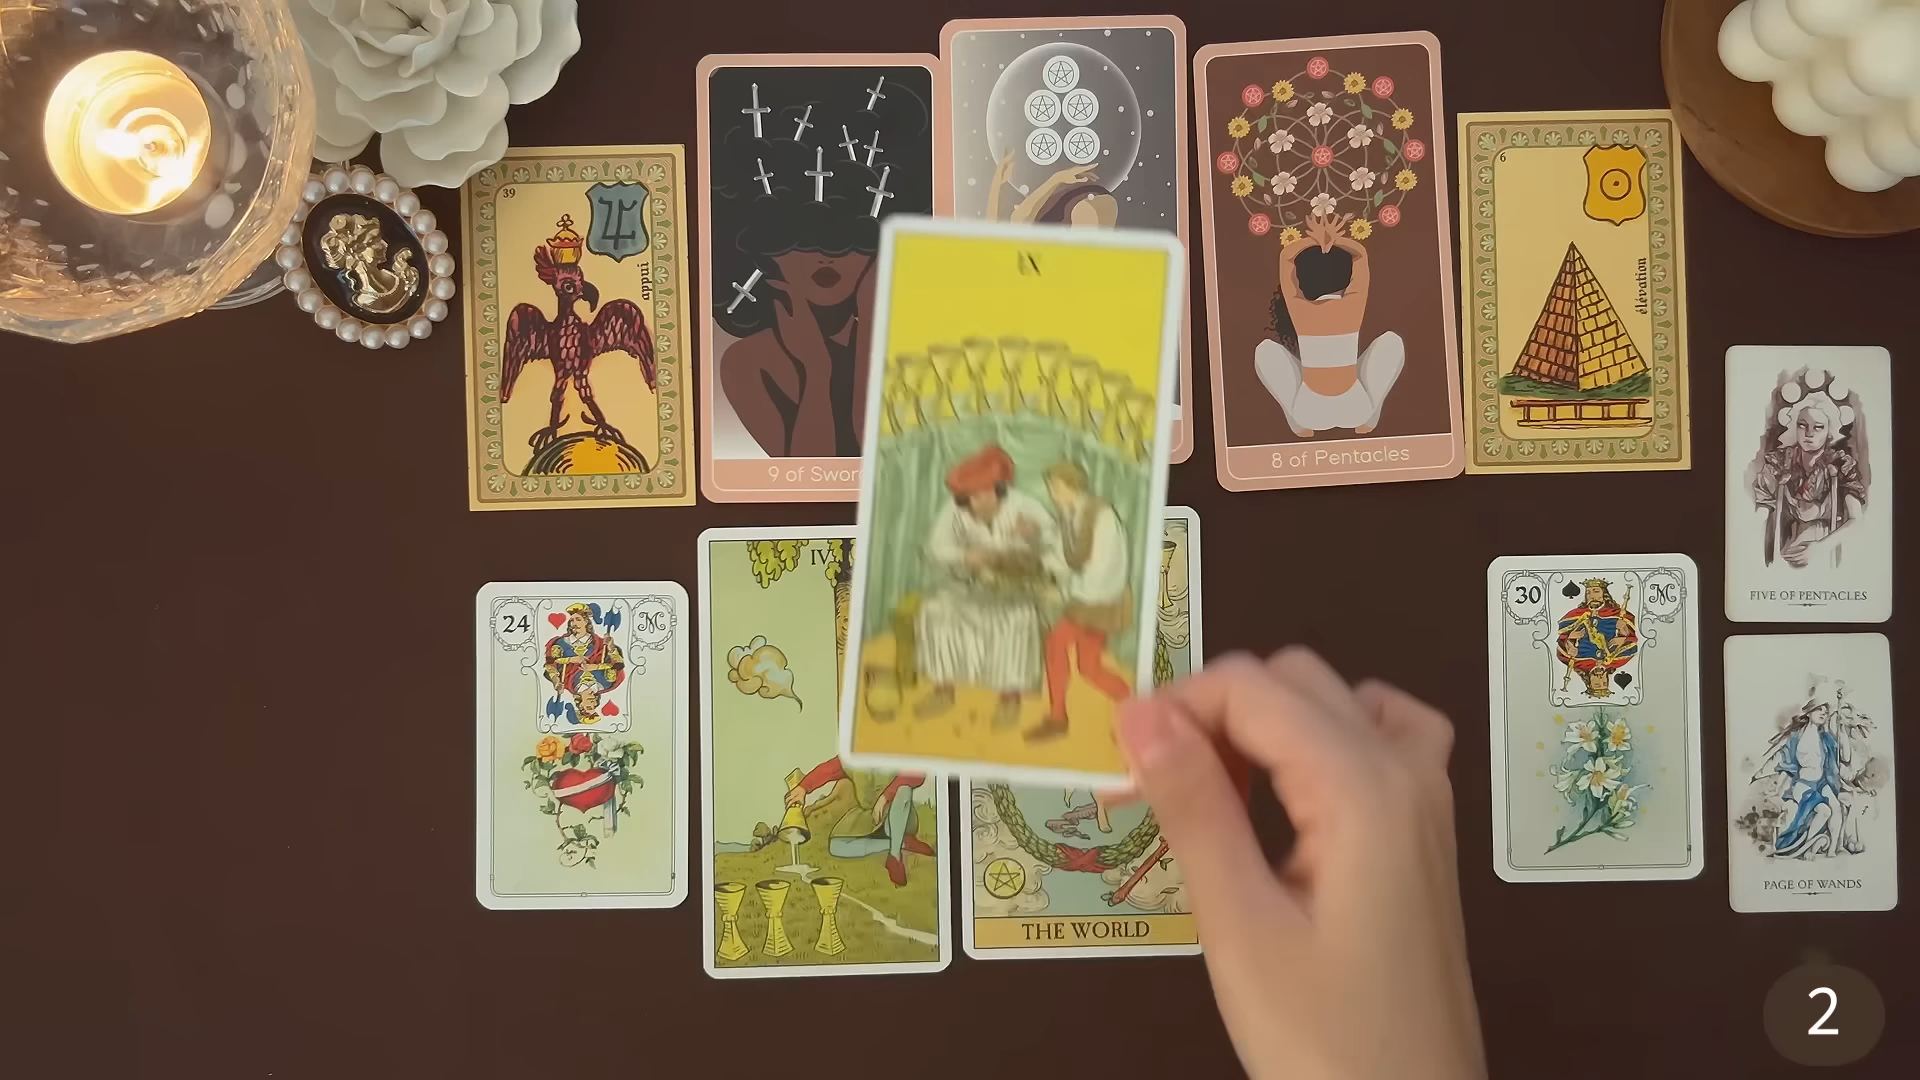 39
appui
9 of Swor
8 of Pentacles
6
élévation
IX
24
IV
THE WORLD
30
FIVE OF PENTACLES
PAGE OF WANDS
2